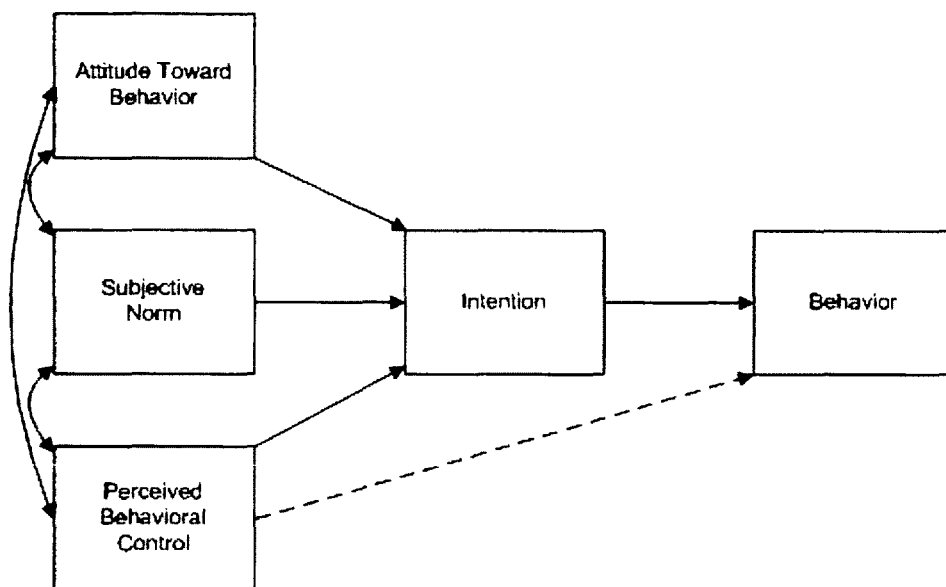 Attitude Toward
Behavior
Subjective
Norm
Intention
Behavior
Perceived
Behavioral
Control